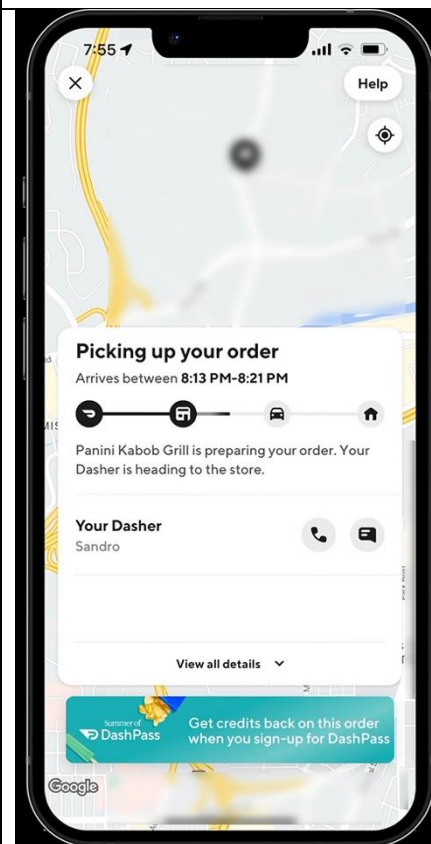 7:55
Help
Picking up your order
Arrives between 8:13 PM-8:21 PM
Panini Kabob Grill is preparing your order. Your
Dasher is heading to the store.
Your Dasher
Sandro
View all details
Summer of
DashPass
Get credits back on this order
when you sign-up for DashPass
Google